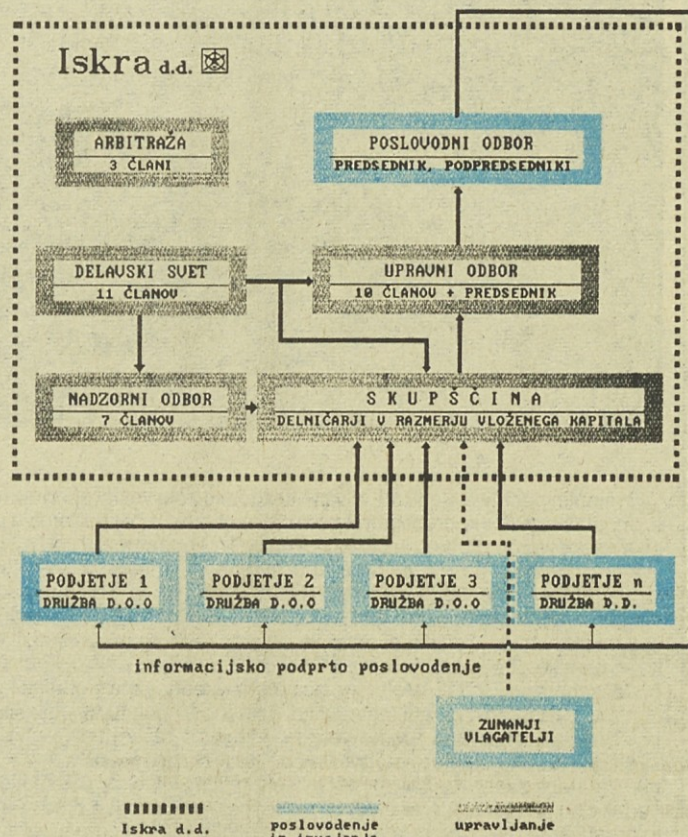 Iskra d.d.
ARBITRAŽA
3 ČLANI
POSLOVODNI ODBOR
PREDSEDNIK, PODPREDSEDNIKI
DELAVSKI SVET
11 ČLANOV
UPRAVNI ODBOR
10 ČLANOV + PREDSEDNIK
NADZORNI ODBOR
7 ČLANOV
SKUPŠČINA
DELNIČARJI V RAZMERJU VLOŽENEGA KAPITALA
PODJETJE 1
DRUŽBA D.O.O
PODJETJE 2
DRUŽBA D.O.O
PODJETJE 3
DRUŽBA D.O.O
PODJETJE n
DRUŽBA D.D.
informacijsko podprto poslovodenje
ZUNANJI
VLAGATELJI
Iskra d.d.
poslovodenje
upravljanje